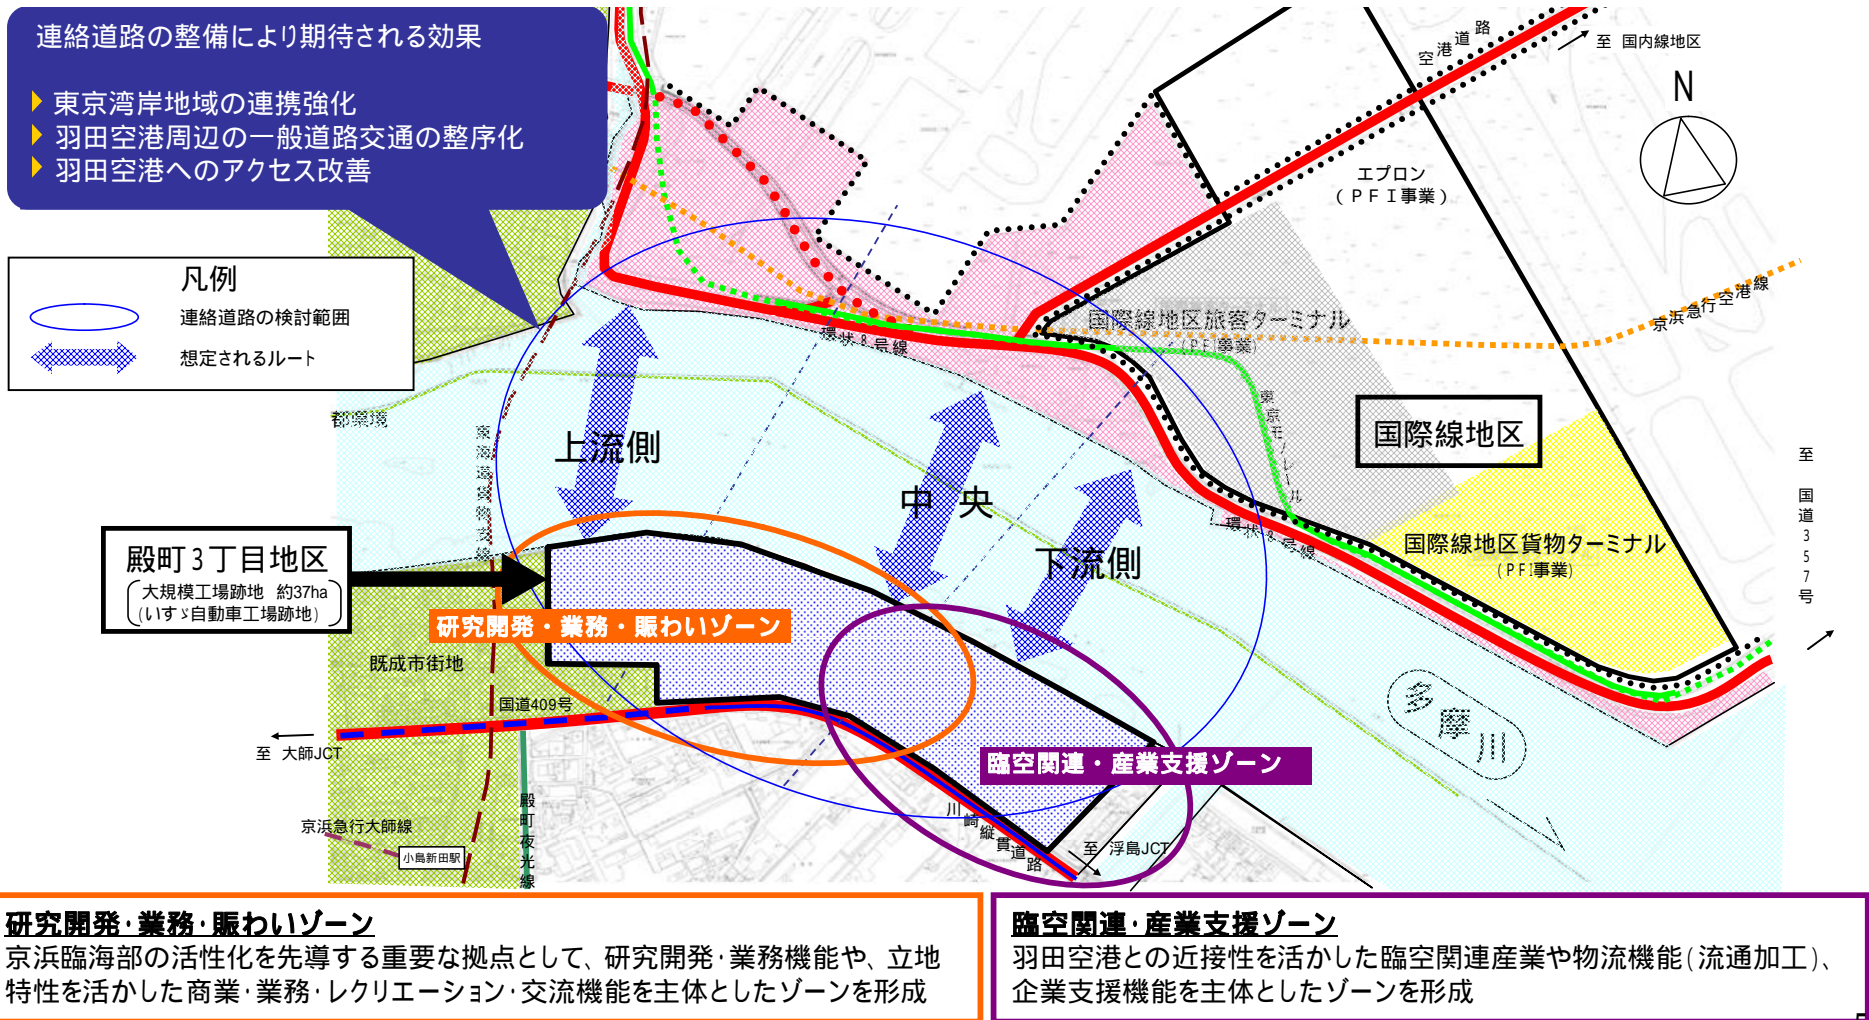 連絡道路の整備により期待される効果
東京湾岸地域の連携強化
羽田空港周辺の一般道路交通の整序化
羽田空港へのアクセス改善
凡例
連絡道路の検討範囲
想定されるルート
空港道路
至 国内線地区
N
エプロン
(PFI事業)
京浜急行空港線
国際線地区旅客ターミナル
(PFI事業)
環状8号線
東京モノレール
国際線地区
都県境
東海道貨物支線
上流側
中 央
下流側
環状8号線
国際線地区貨物ターミナル
(PFI事業)
至 国道357号
殿町3丁目地区
大規模工場跡地 約37ha
(いすゞ自動車工場跡地)
研究開発・業務・賑わいゾーン
既成市街地
国道409号
至 大師JCT
多摩川
臨空関連・産業支援ゾーン
殿町夜光線
川崎縦貫道路
至 浮島JCT
京浜急行大師線
小島新田駅
研究開発・業務・賑わいゾーン
京浜臨海部の活性化を先導する重要な拠点として、研究開発・業務機能や、立地
特性を活かした商業・業務・レクリエーション・交流機能を主体としたゾーンを形成
臨空関連・産業支援ゾーン
羽田空港との近接性を活かした臨空関連産業や物流機能(流通加工)、
企業支援機能を主体としたゾーンを形成